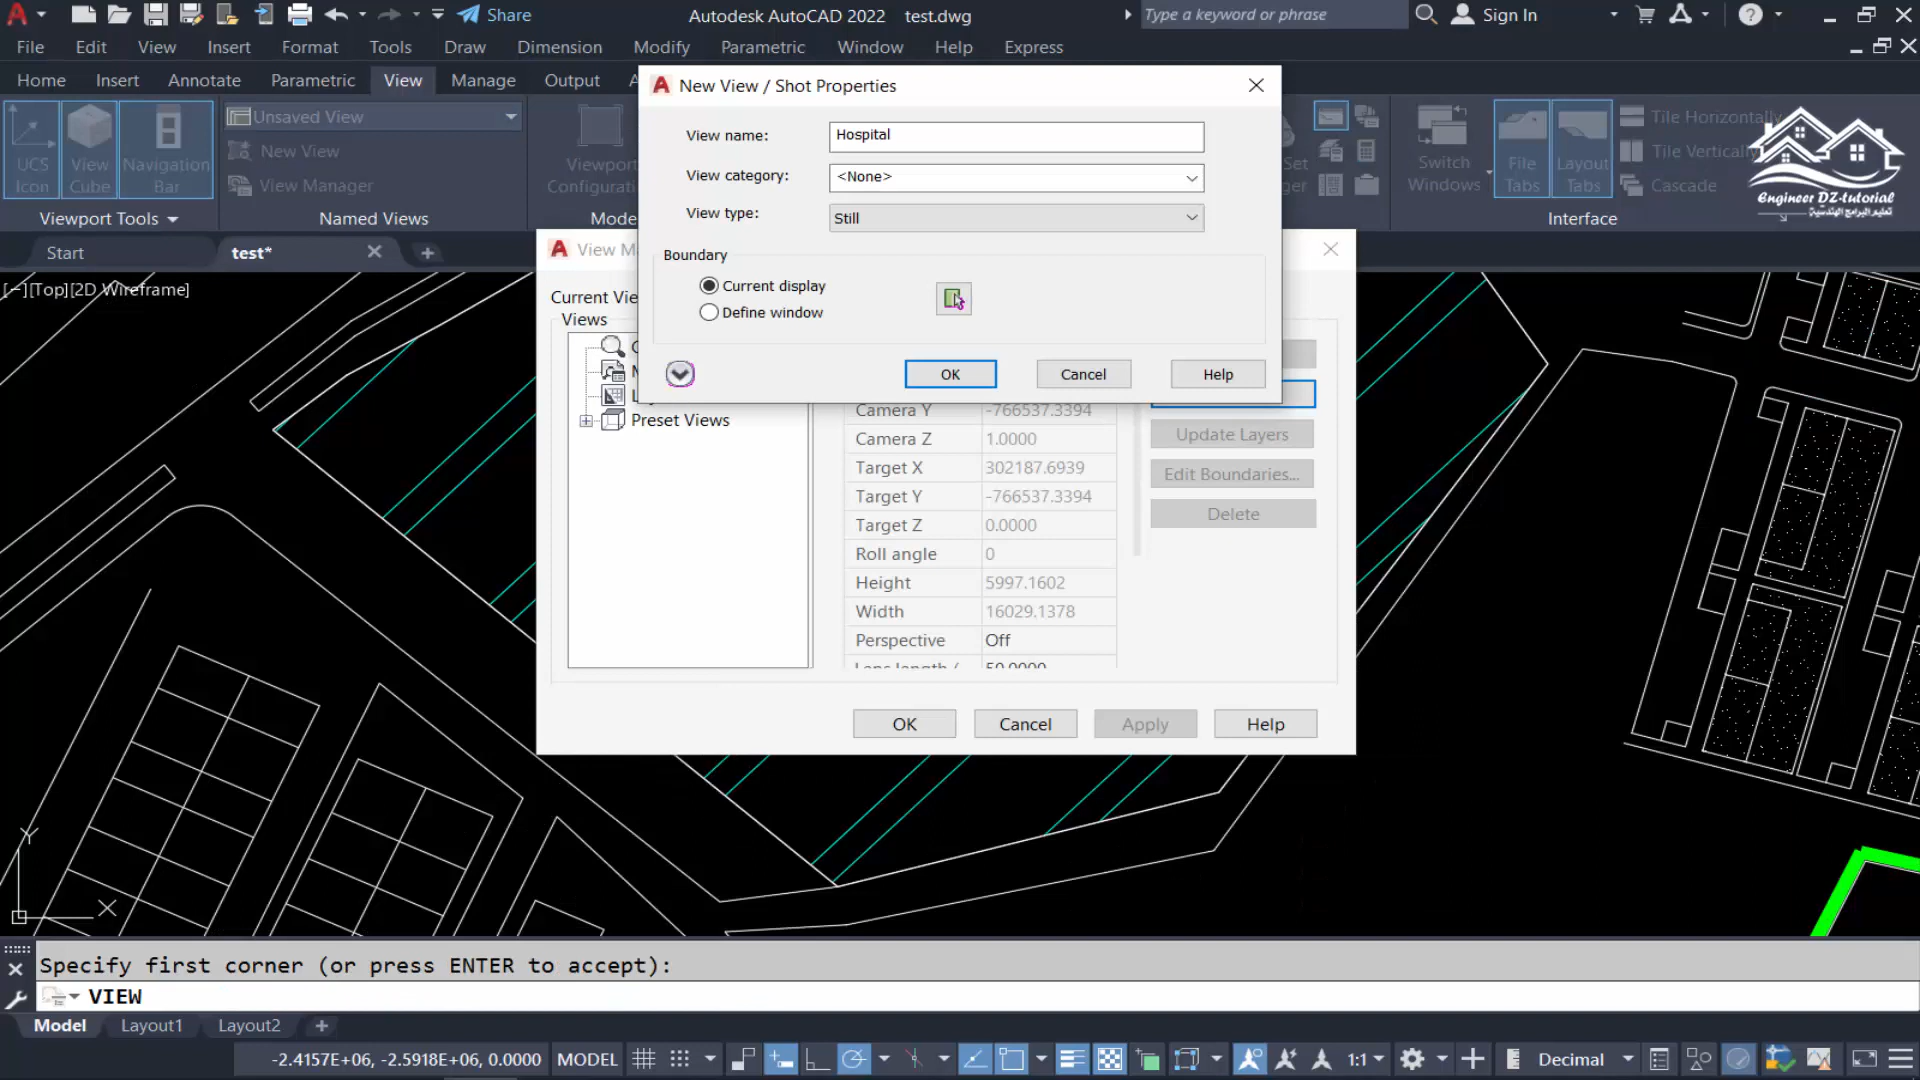 Share
Autodesk AutoCAD 2022 test.dwg
Type a keyword or phrase
Sign In
File Edit View Insert Format Tools Draw Dimension Modify Parametric Window Help Express
Home Insert Annotate Parametric View Manage Output
New View / Shot Properties
View name: Hospital
View category: <None>
View type: Still
Boundary
Current display
Define window
OK Cancel Help
UCS Icon
View Cube
Navigation Bar
Viewport Tools
Unsaved View
New View
View Manager
Named Views
Switch Windows
File Tabs
Layout Tabs
Tile Horizontally
Cascade
Interface
Engineer DZ-tutorial
Start
test*
[−][Top][2D Wireframe]
Views
Preset Views
Camera Y -766537.3394
Camera Z 1.0000
Target X 302187.6939
Target Y -766537.3394
Target Z 0.0000
Roll angle 0
Height 5997.1602
Width 16029.1378
Perspective Off
Update Layers
Edit Boundaries...
Delete
OK Cancel Apply Help
Y
X
Specify first corner (or press ENTER to accept):
VIEW
Model Layout1 Layout2
-2.4157E+06, -2.5918E+06, 0.0000 MODEL
1:1
Decimal